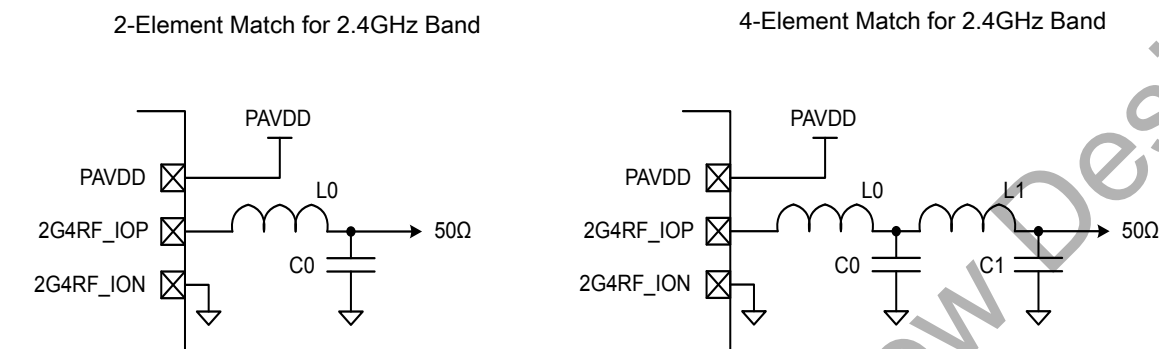 2-Element Match for 2.4GHz Band
PAVDD
PAVDD
L0
2G4RF_IOP
50Ω
C0
2G4RF_ION
4-Element Match for 2.4GHz Band
PAVDD
PAVDD
L0
L1
2G4RF_IOP
50Ω
C0
C1
2G4RF_ION